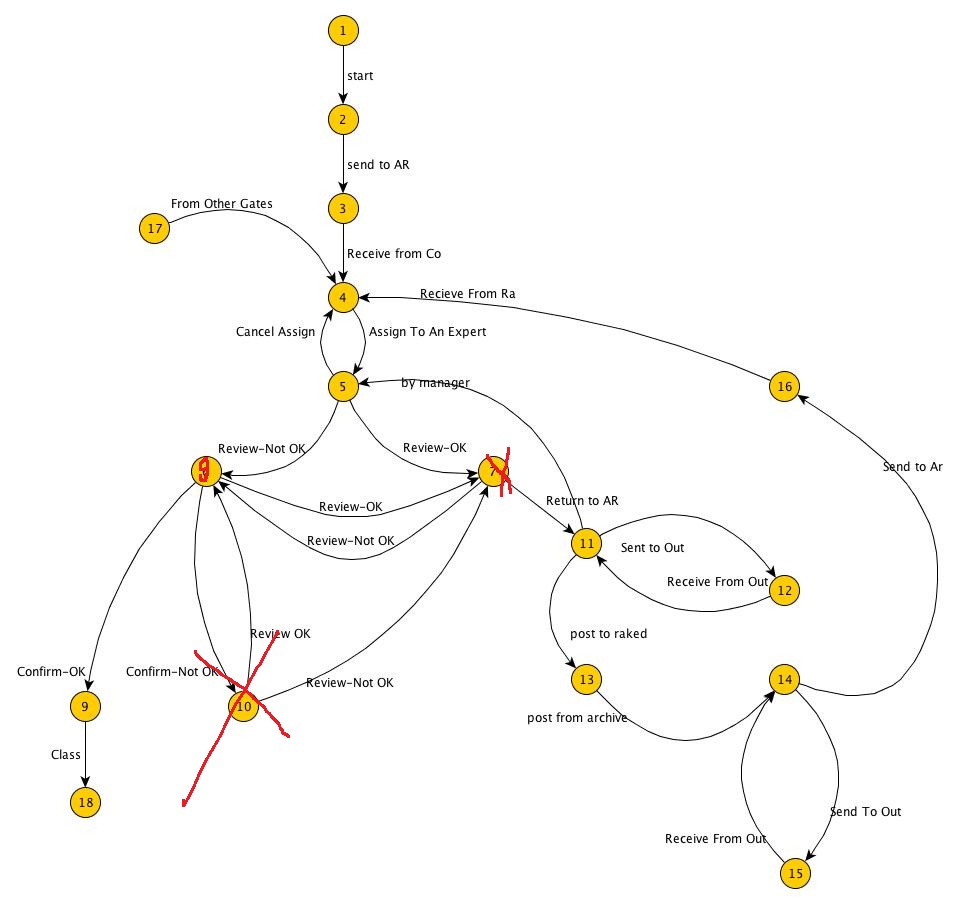 1
start
2
send to AR
3
From Other Gates
17
Receive from Co
4
Recieve From Ra
Cancel Assign
Assign To An Expert
5
by manager
16
Review-Not OK
Review-OK
7
Send to Ar
Review-OK
Return to AR
Review-Not OK
11
Sent to Out
Receive From Out
12
Review OK
post to raked
Confirm-OK
Confirm-Not OK
Review-Not OK
13
14
9
10
post from archive
Class
18
Send To Out
Receive From Out
15